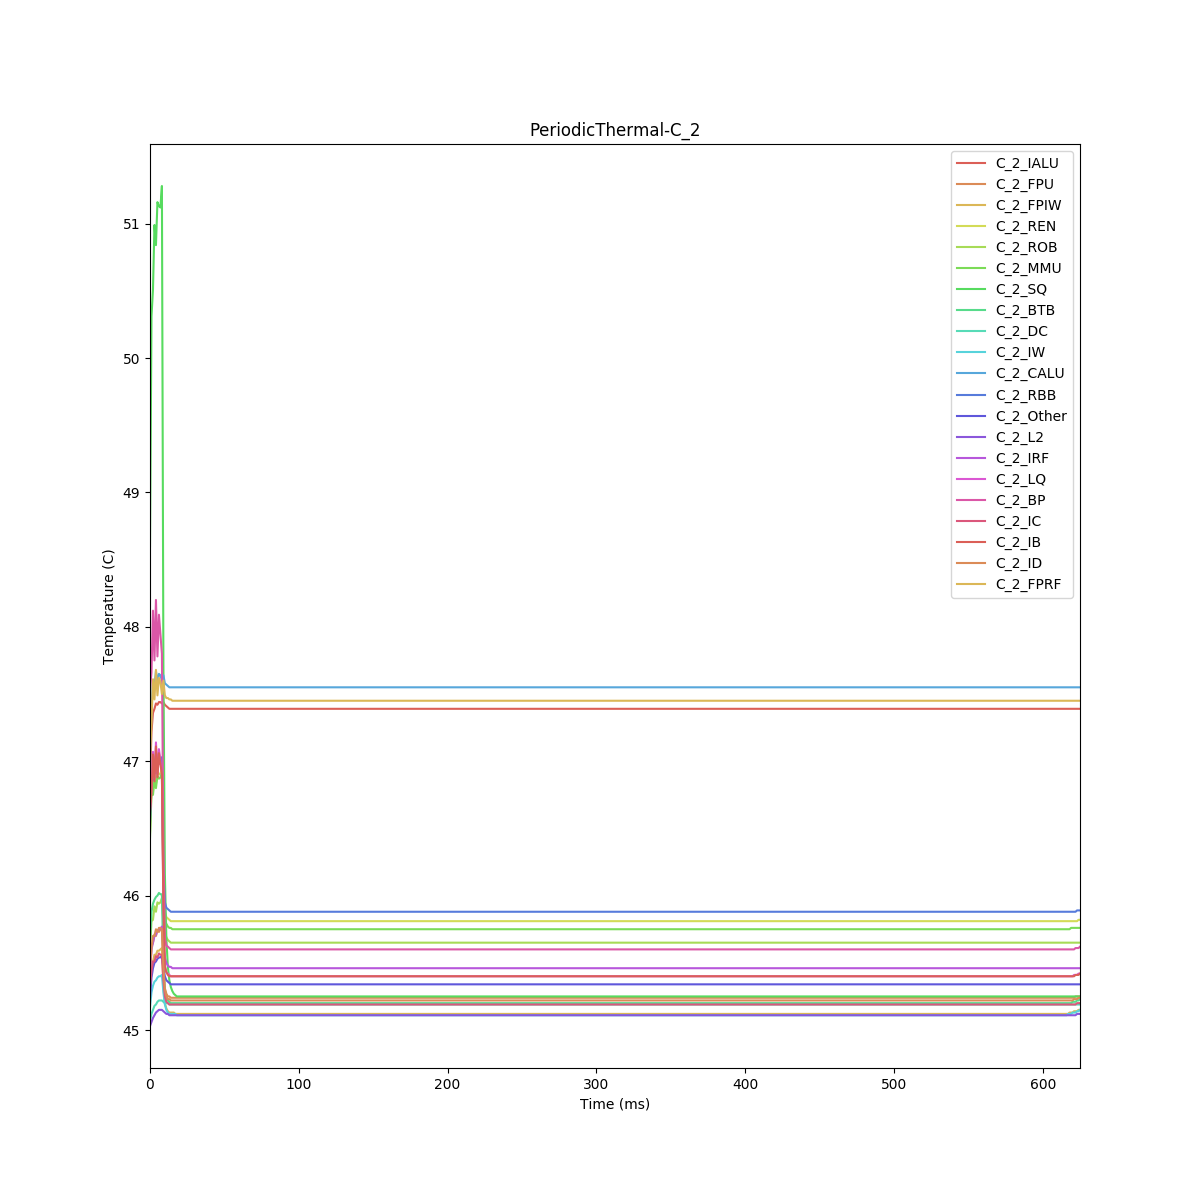 PeriodicThermal-C_2
C_2_IALU
C_2_FPU
C_2_FPIW
C_2_REN
C_2_ROB
C_2_MMU
C_2_SQ
C_2_BTB
C_2_DC
C_2_IW
C_2_CALU
C_2_RBB
C_2_Other
C_2_L2
C_2_IRF
C_2_LQ
C_2_BP
C_2_IC
C_2_IB
C_2_ID
C_2_FPRF
51
50
49
48
47
46
45
Temperature (C)
0 100 200 300 400 500 600
Time (ms)